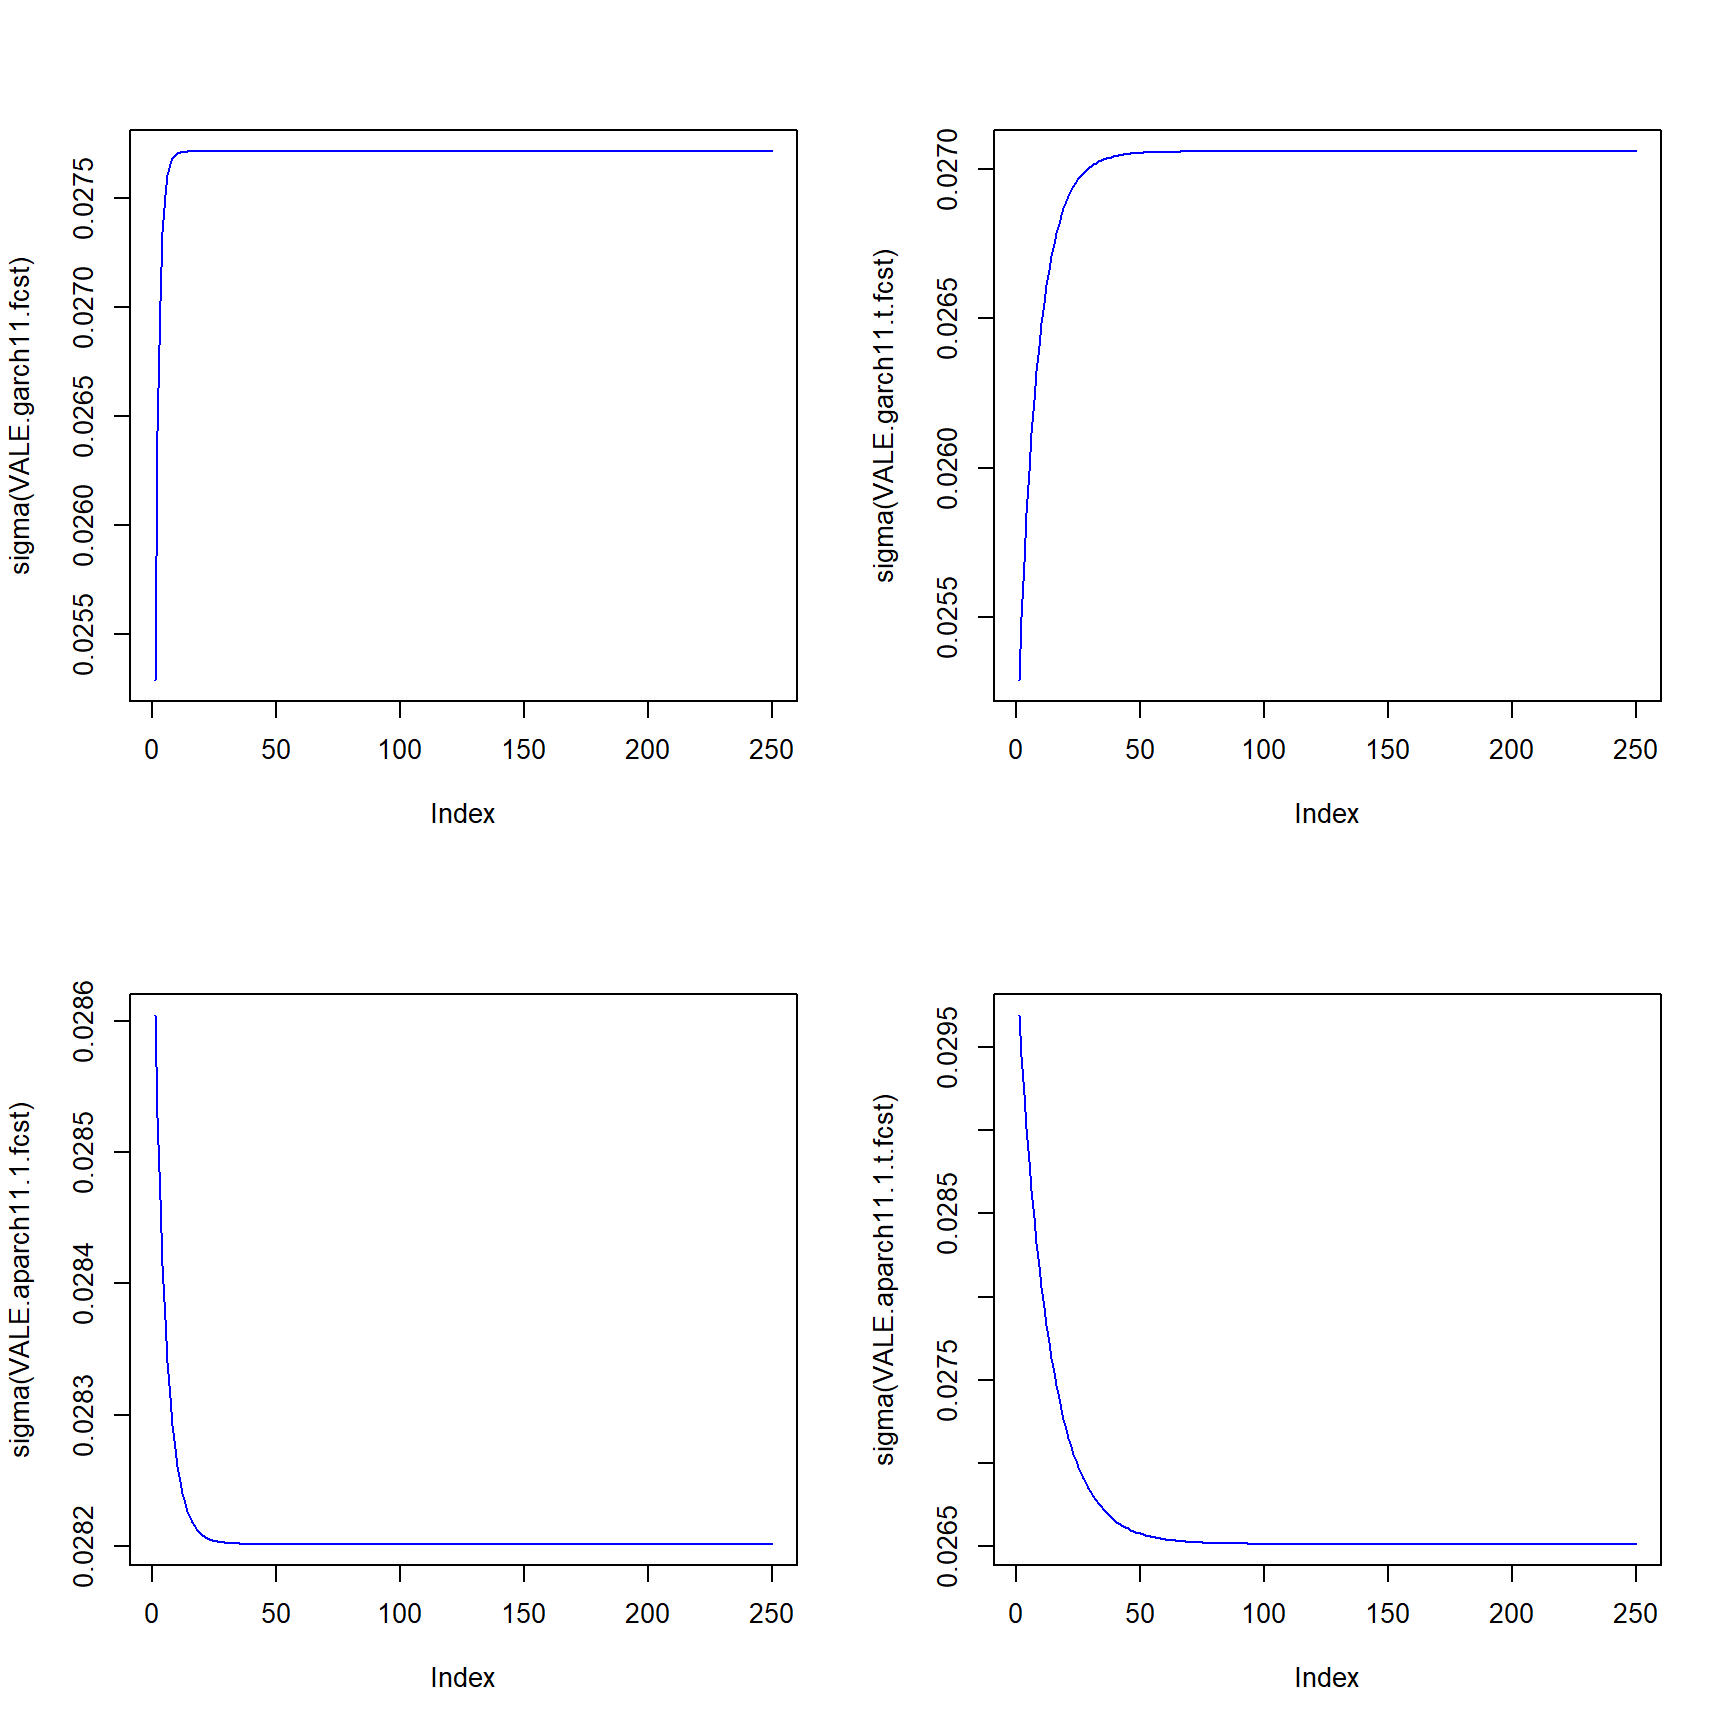 sigma(VALE.garch11.fcst)
0.0275
0.0270
0.0265
0.0260
0.0255
0 50 100 150 200 250
Index
sigma(VALE.garch11.t.fcst)
0.0270
0.0265
0.0260
0.0255
0 50 100 150 200 250
Index
sigma(VALE.aparch11.1.fcst)
0.0286
0.0285
0.0284
0.0283
0.0282
0 50 100 150 200 250
Index
sigma(VALE.aparch11.1.t.fcst)
0.0295
0.0285
0.0275
0.0265
0 50 100 150 200 250
Index